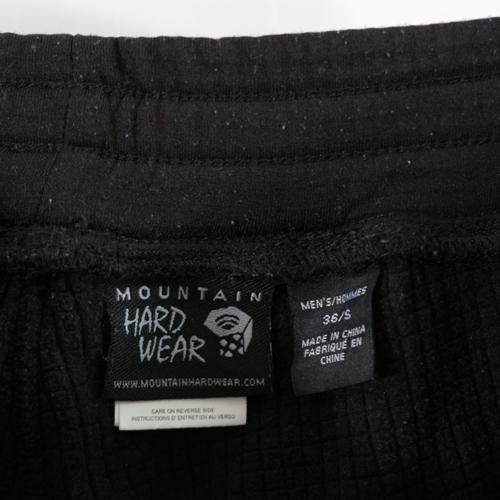 MOUNTAIN
HARD
WEAR
WWW.MOUNTAINHARDWEAR.COM
CARE ON REVERSE SIDE
INSTRUCTIONS D'ENTRETIEN AU VERSO
MEN'S/HOMMES
36/S
MADE IN CHINA
FABRIQUÉ EN
CHINE